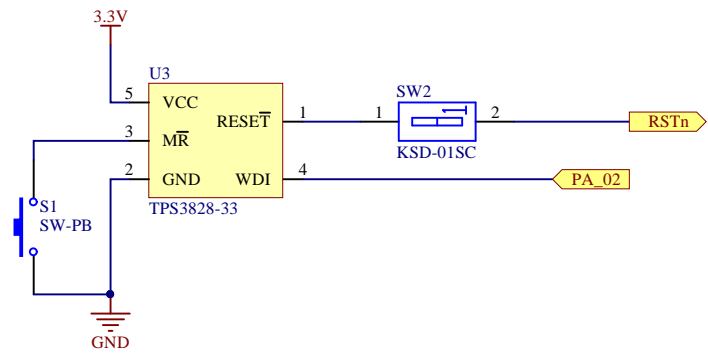 3.3V
U3
5
VCC
RESET
1
3
MR
2
GND
WDI
4
TPS3828-33
SW2
1
2
KSD-01SC
RSTn
PA_02
S1
SW-PB
GND